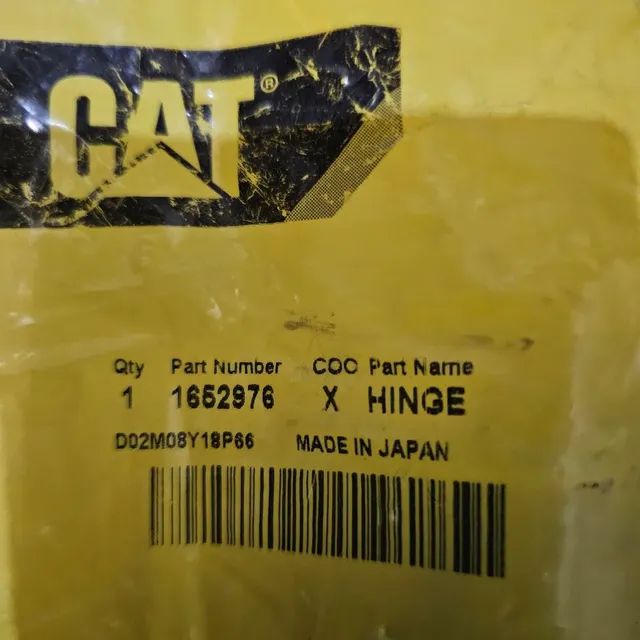 CAT®
Qty Part Number COO Part Name
1 1652976 X HINGE
D02M08Y18P66 MADE IN JAPAN